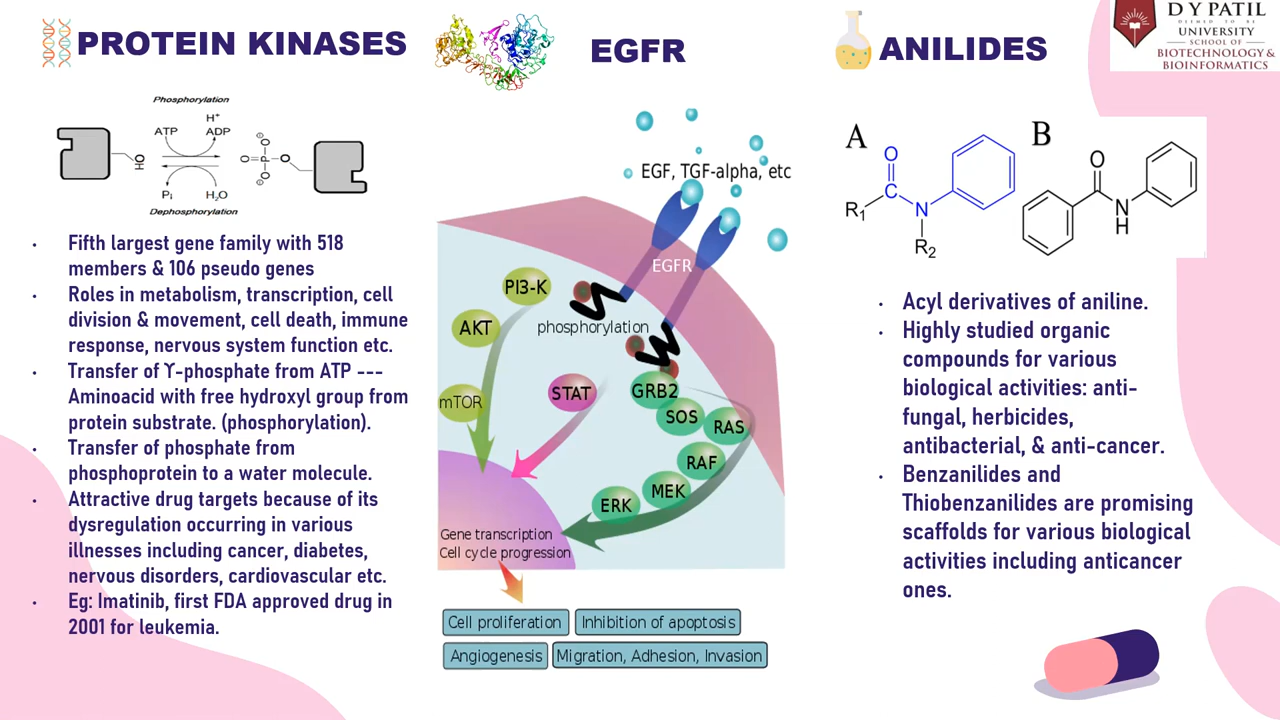 PROTEIN KINASES
Phosphorylation
H⁺
ATP ADP
HO
O
O P O
O
Pᵢ H₂O
Dephosphorylation
• Fifth largest gene family with 518
members & 106 pseudo genes
• Roles in metabolism, transcription, cell
division & movement, cell death, immune
response, nervous system function etc.
• Transfer of ϒ-phosphate from ATP ---
Aminoacid with free hydroxyl group from
protein substrate. (phosphorylation).
• Transfer of phosphate from
phosphoprotein to a water molecule.
• Attractive drug targets because of its
dysregulation occurring in various
illnesses including cancer, diabetes,
nervous disorders, cardiovascular etc.
• Eg: Imatinib, first FDA approved drug in
2001 for leukemia.
EGFR
EGF, TGF-alpha, etc
EGFR
PI3-K
phosphorylation
AKT
mTOR
STAT
GRB2
SOS
RAS
RAF
MEK
ERK
Gene transcription
Cell cycle progression
Cell proliferation
Inhibition of apoptosis
Angiogenesis
Migration, Adhesion, Invasion
ANILIDES
A
O
C
R₁ N
R₂
B
O
N
H
• Acyl derivatives of aniline.
• Highly studied organic
compounds for various
biological activities: anti-
fungal, herbicides,
antibacterial, & anti-cancer.
• Benzanilides and
Thiobenzanilides are promising
scaffolds for various biological
activities including anticancer
ones.
D Y PATIL
DEEMED TO BE
UNIVERSITY
SCHOOL OF
BIOTECHNOLOGY &
BIOINFORMATICS